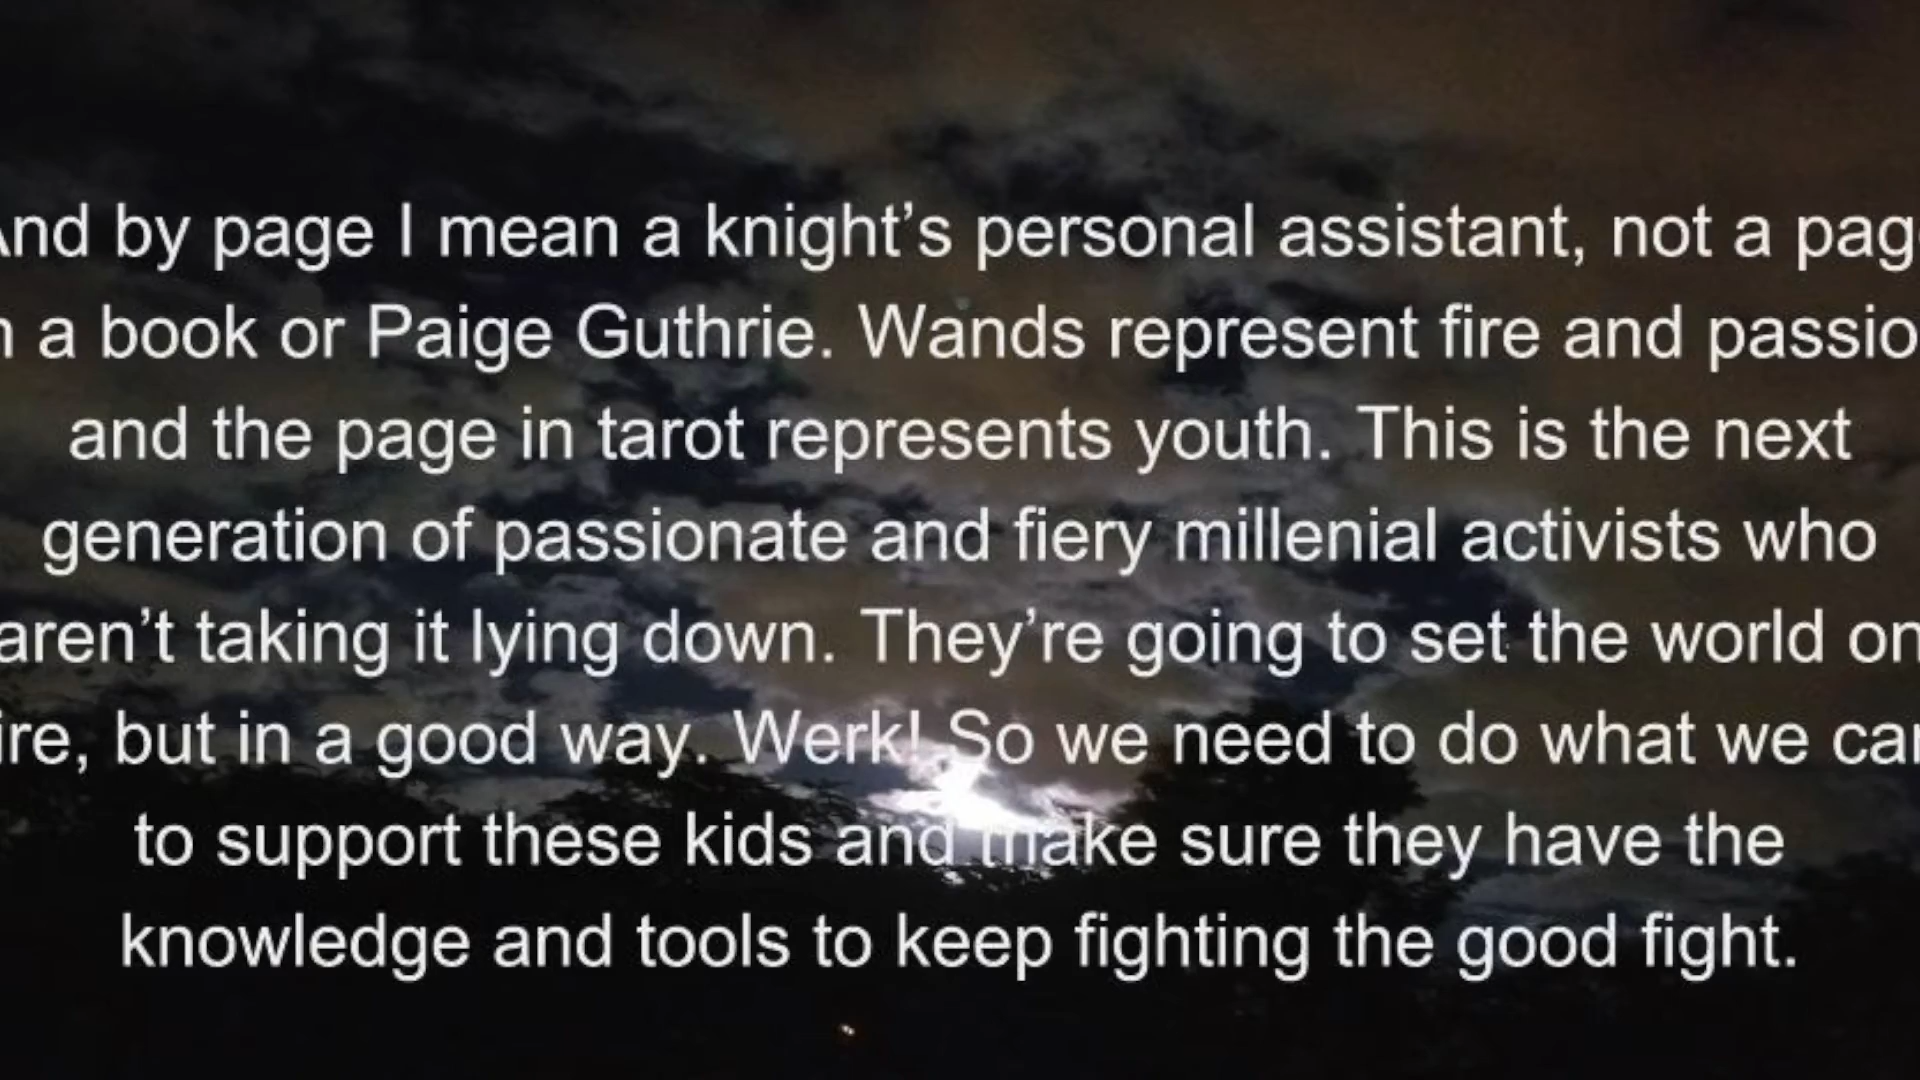 And by page I mean a knight’s personal assistant, not a page
a book or Paige Guthrie. Wands represent fire and passio
and the page in tarot represents youth. This is the next
generation of passionate and fiery millenial activists who
aren’t taking it lying down. They’re going to set the world on
ire, but in a good way. Werk! So we need to do what we can
to support these kids and make sure they have the
knowledge and tools to keep fighting the good fight.